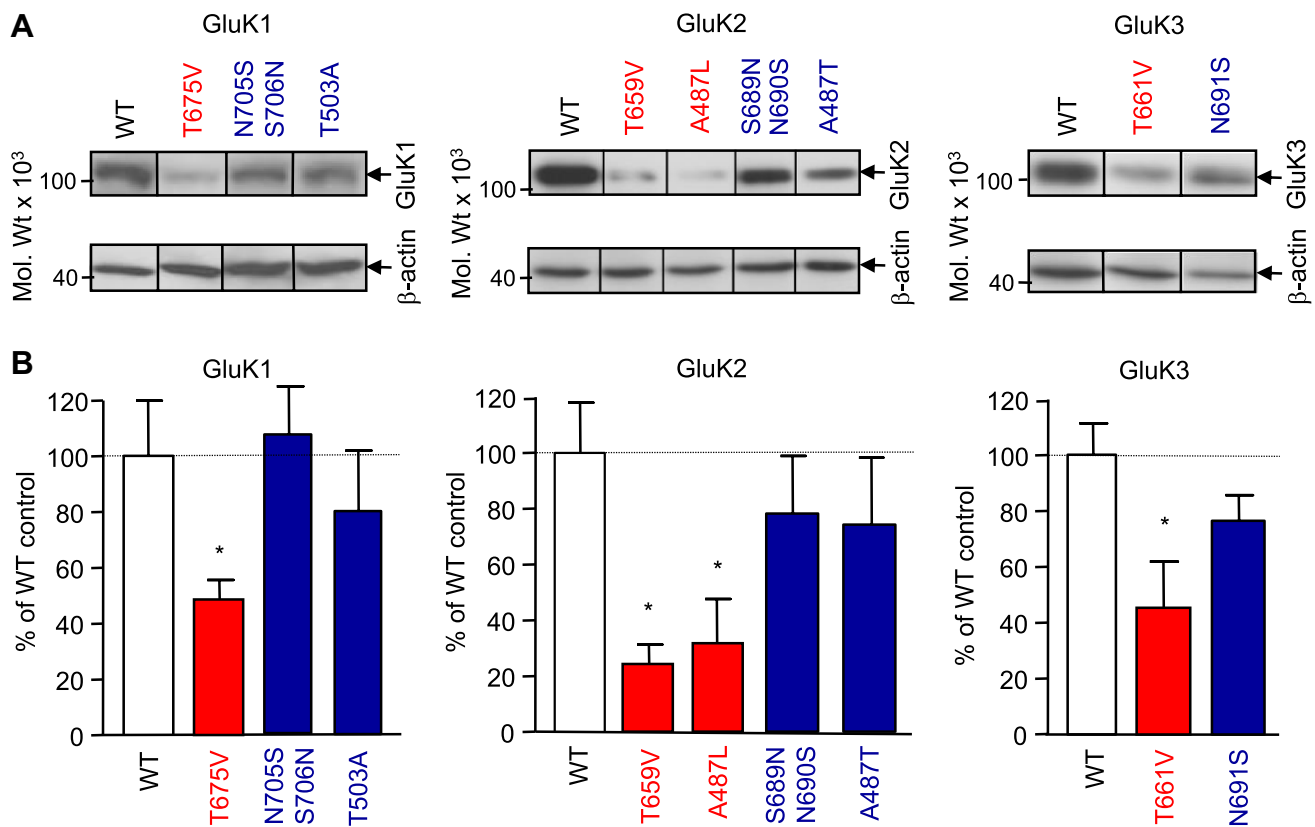 A
GluK1
WT
T675V
N705S
S706N
T503A
Mol. Wt x 10³
100
40
GluK1
β-actin
GluK2
WT
T659V
A487L
S689N
N690S
A487T
Mol. Wt x 10³
100
40
GluK2
β-actin
GluK3
WT
T661V
N691S
Mol. Wt x 10³
100
40
GluK3
β-actin
B
GluK1
% of WT control
120
100
80
60
40
20
0
*
WT
T675V
N705S
S706N
T503A
GluK2
% of WT control
120
100
80
60
40
20
0
*
*
WT
T659V
A487L
S689N
N690S
A487T
GluK3
% of WT control
120
100
80
60
40
20
0
*
WT
T661V
N691S